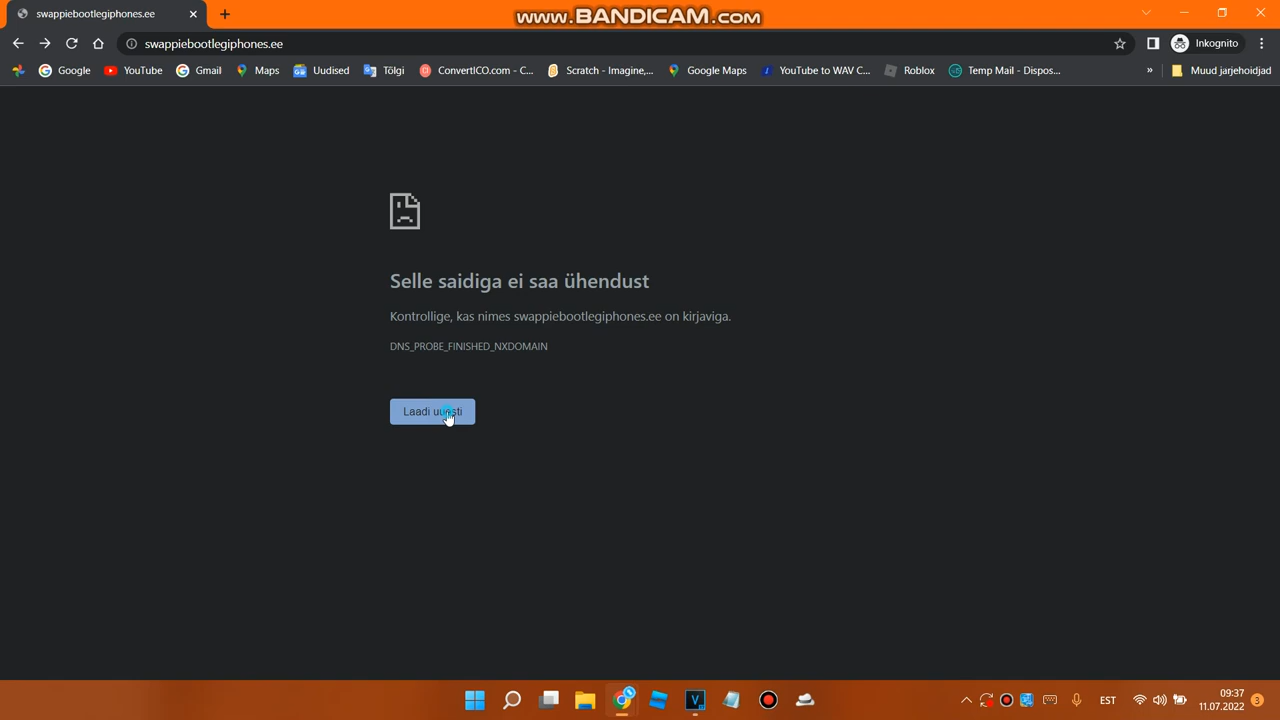 swappiebootlegiphones.ee
www.BANDICAM.com
swappiebootlegiphones.ee
Inkognito
Google
YouTube
Gmail
Maps
Uudised
Tõlgi
ConvertICO.com - C...
Scratch - Imagine,...
Google Maps
YouTube to WAV C...
Roblox
Temp Mail - Dispos...
»
Muud järjehoidjad
Selle saidiga ei saa ühendust
Kontrollige, kas nimes swappiebootlegiphones.ee on kirjaviga.
DNS_PROBE_FINISHED_NXDOMAIN
Laadi uuesti
EST
09:37
11.07.2022
3